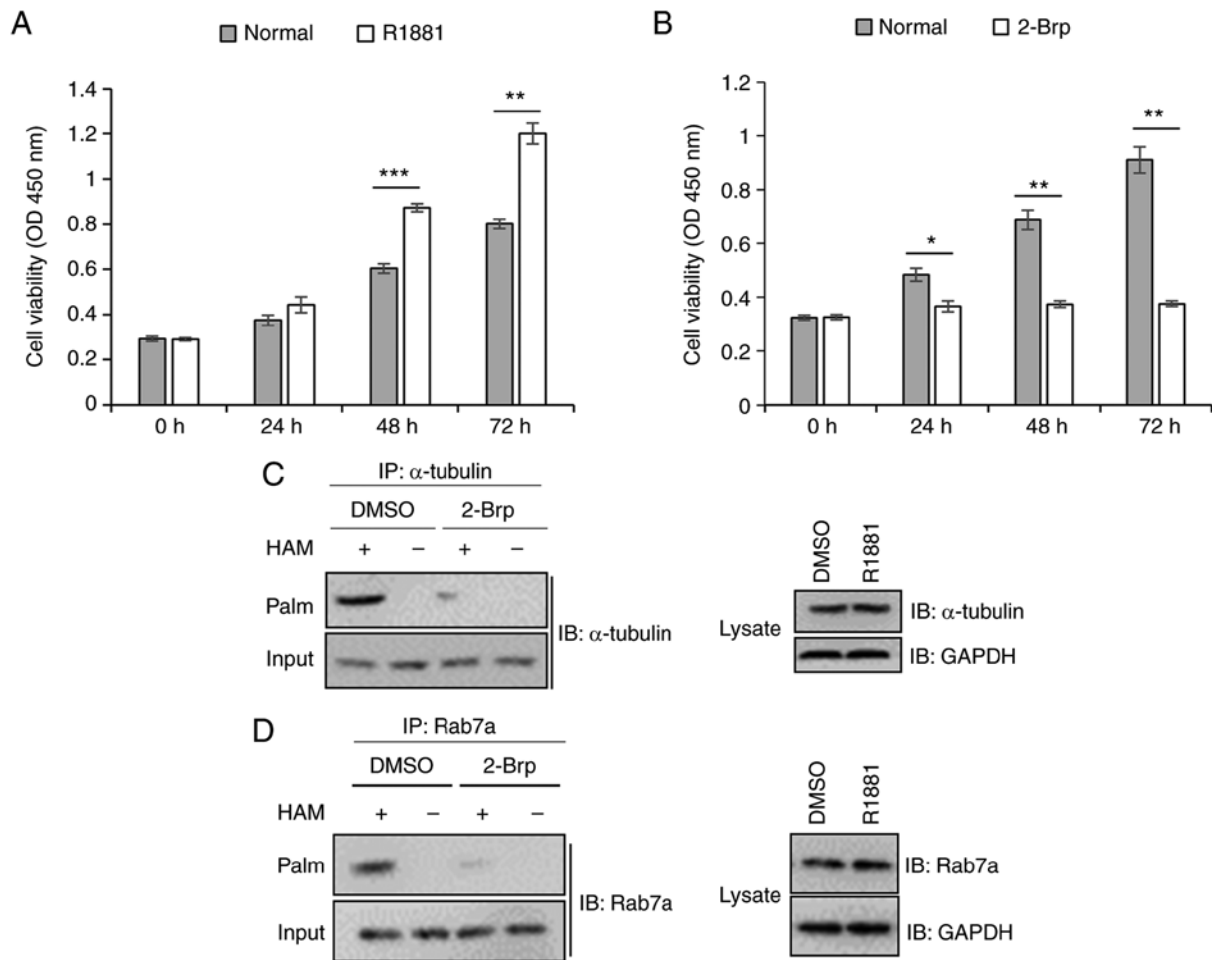 A
Normal R1881
Cell viability (OD 450 nm)
1.4
1.2
1
0.8
0.6
0.4
0.2
0
***
**
0 h 24 h 48 h 72 h
B
Normal 2-Brp
Cell viability (OD 450 nm)
1.2
1
0.8
0.6
0.4
0.2
0
*
**
**
0 h 24 h 48 h 72 h
C
IP: α-tubulin
DMSO 2-Brp
HAM + − + −
Palm
Input
IB: α-tubulin
DMSO
R1881
Lysate
IB: α-tubulin
IB: GAPDH
D
IP: Rab7a
DMSO 2-Brp
HAM + − + −
Palm
Input
IB: Rab7a
DMSO
R1881
Lysate
IB: Rab7a
IB: GAPDH